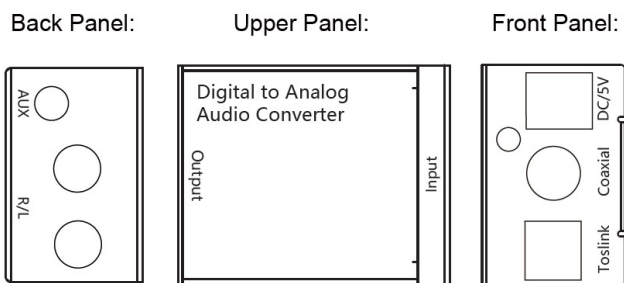 Back Panel:
Upper Panel:
Front Panel:
AUX
R/L
Digital to Analog
Audio Converter
Output
Input
DC/5V
Coaxial
Toslink